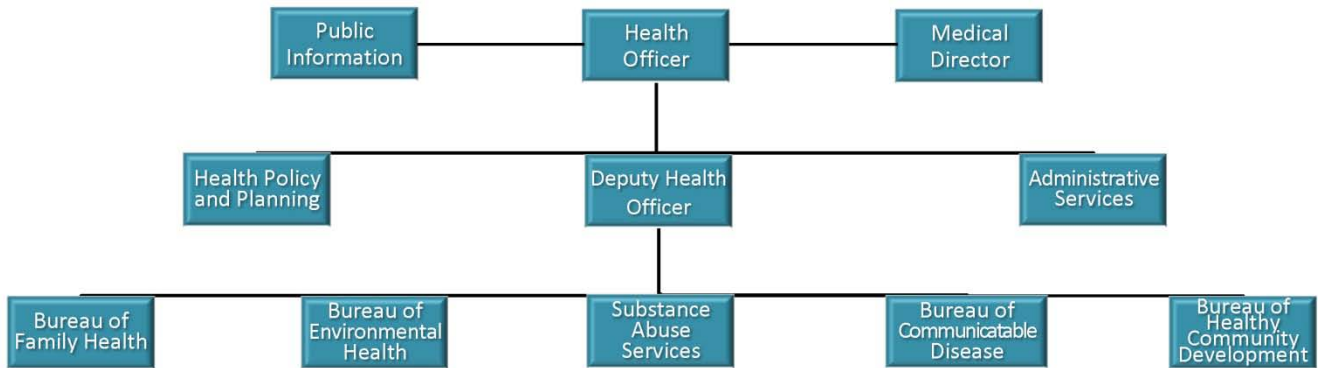 Public
Information
Health
Officer
Medical
Director
Health Policy
and Planning
Deputy Health
Officer
Administrative
Services
Bureau of
Family Health
Bureau of
Environmental
Health
Substance
Abuse
Services
Bureau of
Communicatable
Disease
Bureau of
Healthy
Community
Development